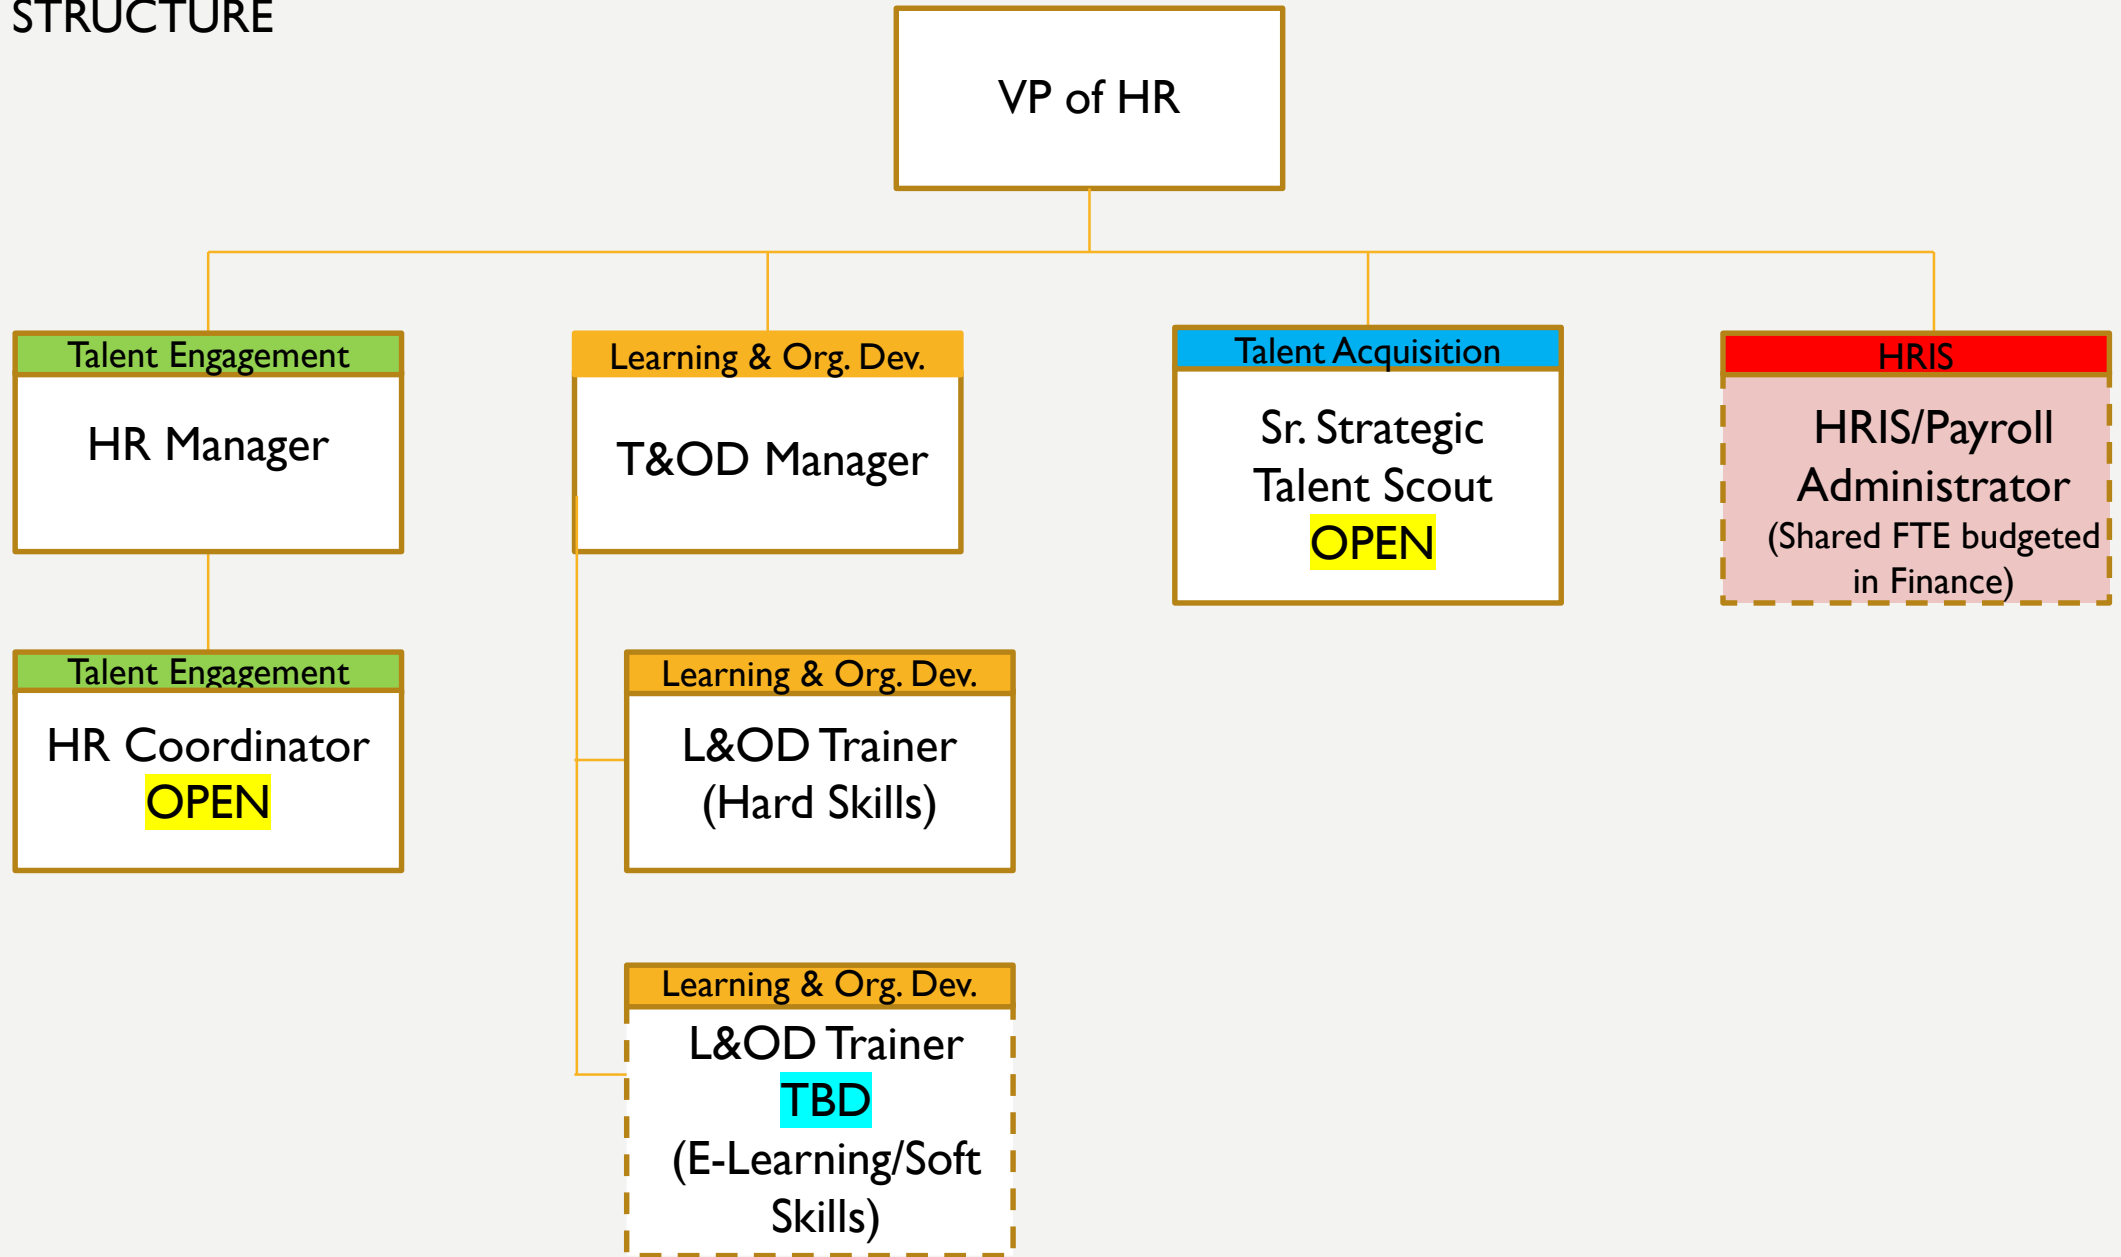 STRUCTURE
VP of HR
Talent Engagement
HR Manager
Learning & Org. Dev.
T&OD Manager
Talent Acquisition
Sr. Strategic
Talent Scout
OPEN
HRIS
HRIS/Payroll
Administrator
(Shared FTE budgeted
in Finance)
Talent Engagement
HR Coordinator
OPEN
Learning & Org. Dev.
L&OD Trainer
(Hard Skills)
Learning & Org. Dev.
L&OD Trainer
TBD
(E-Learning/Soft
Skills)